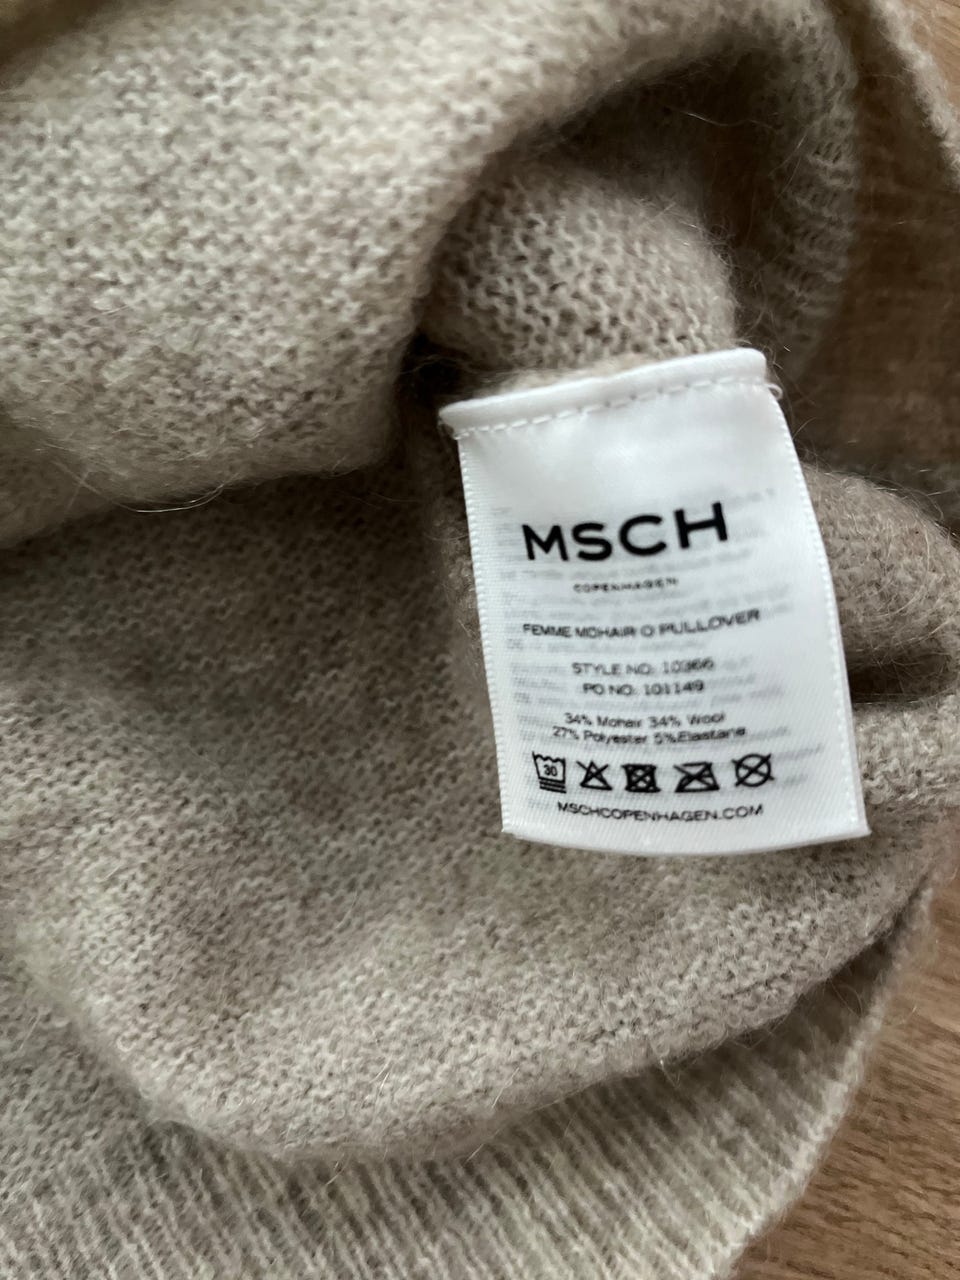 MSCH
COPENHAGEN
FEMME MOHAIR O PULLOVER
STYLE NO: 10366
PO NO: 101149
34% Mohair 34% Wool
27% Polyester 5%Elastane
30
MSCHCOPENHAGEN.COM